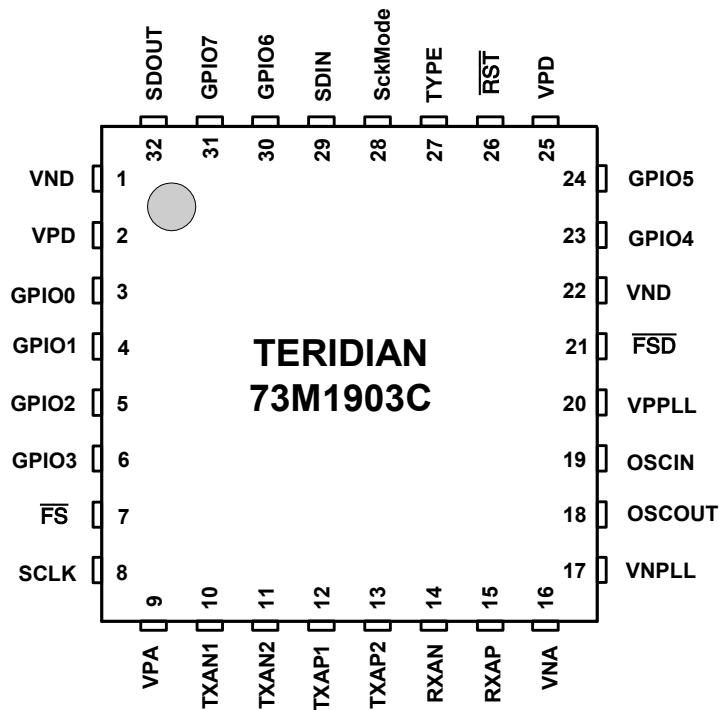 SDOUT
GPIO7
GPIO6
SDIN
SckMode
TYPE
R̅S̅T̅
VPD
32
31
30
29
28
27
26
25
VND 1
VPD 2
GPIO0 3
GPIO1 4
GPIO2 5
GPIO3 6
F̅S̅ 7
SCLK 8
TERIDIAN
73M1903C
24 GPIO5
23 GPIO4
22 VND
21 F̅S̅D̅
20 VPPLL
19 OSCIN
18 OSCOUT
17 VNPLL
9
10
11
12
13
14
15
16
VPA
TXAN1
TXAN2
TXAP1
TXAP2
RXAN
RXAP
VNA